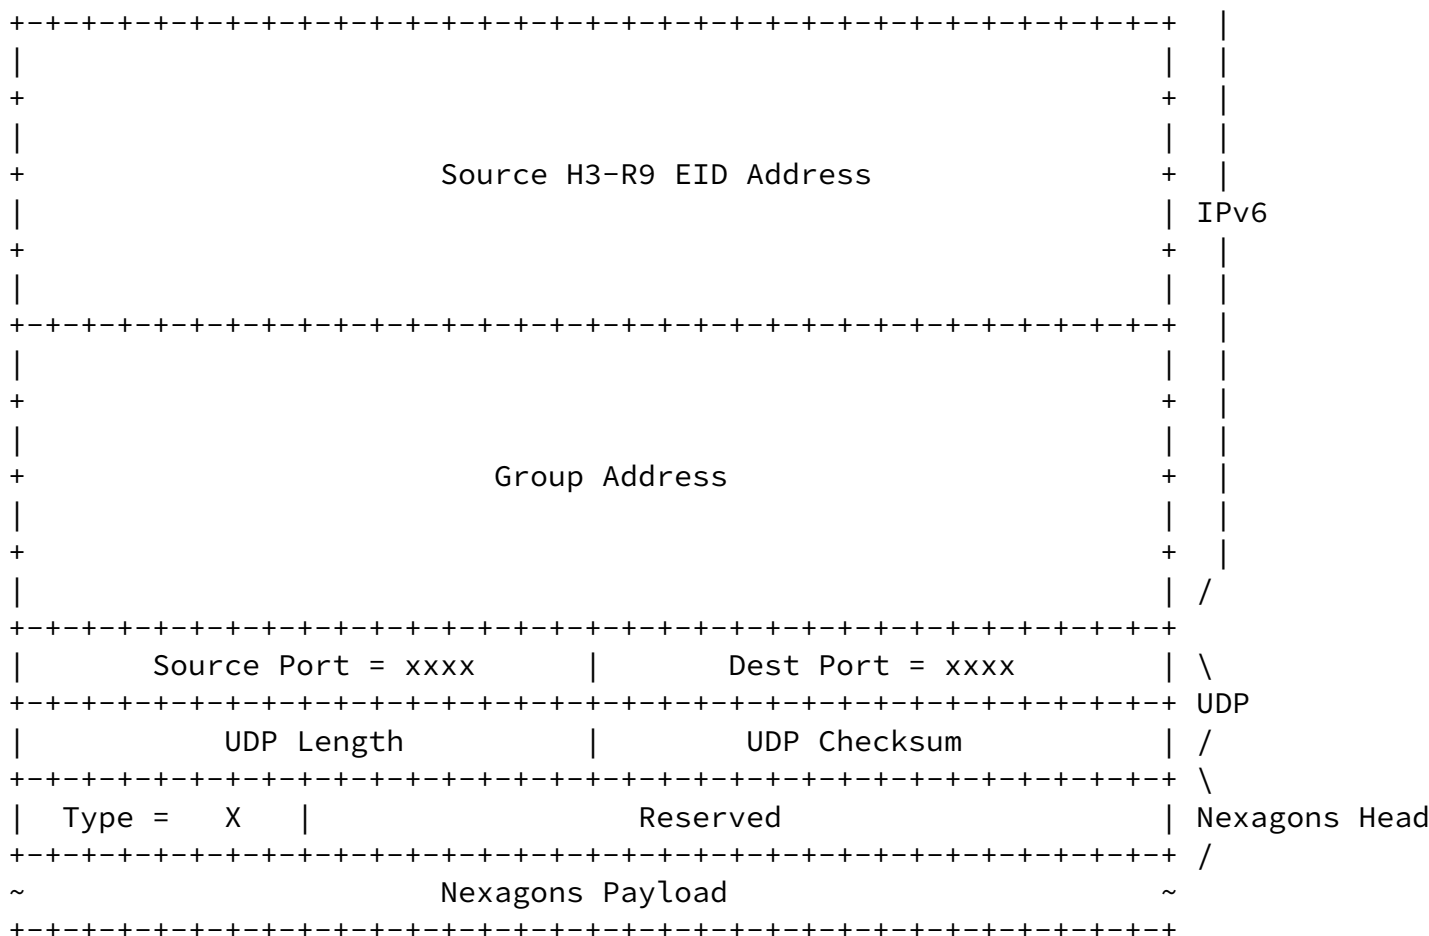 +-+-+-+-+-+-+-+-+-+-+-+-+-+-+-+-+-+-+-+-+-+-+-+-+-+-+-+-+-+-+-+-+  |
|                                                               |  |
+                                                               +  |
|                                                               |  |
+                       Source H3-R9 EID Address                +  |
|                                                               | IPv6
+                                                               +  |
|                                                               |  |
+-+-+-+-+-+-+-+-+-+-+-+-+-+-+-+-+-+-+-+-+-+-+-+-+-+-+-+-+-+-+-+-+  |
|                                                               |  |
+                                                               +  |
|                                                               |  |
+                          Group Address                        +  |
|                                                               |  |
+                                                               +  |
|                                                               | /
+-+-+-+-+-+-+-+-+-+-+-+-+-+-+-+-+-+-+-+-+-+-+-+-+-+-+-+-+-+-+-+-+
|       Source Port = xxxx      |       Dest Port = xxxx        | \
+-+-+-+-+-+-+-+-+-+-+-+-+-+-+-+-+-+-+-+-+-+-+-+-+-+-+-+-+-+-+-+-+ UDP
|           UDP Length          |        UDP Checksum           | /
+-+-+-+-+-+-+-+-+-+-+-+-+-+-+-+-+-+-+-+-+-+-+-+-+-+-+-+-+-+-+-+-+ \
|  Type =   X   |                  Reserved                     | Nexagons Head
+-+-+-+-+-+-+-+-+-+-+-+-+-+-+-+-+-+-+-+-+-+-+-+-+-+-+-+-+-+-+-+-+ /
~                       Nexagons Payload                        ~
+-+-+-+-+-+-+-+-+-+-+-+-+-+-+-+-+-+-+-+-+-+-+-+-+-+-+-+-+-+-+-+-+